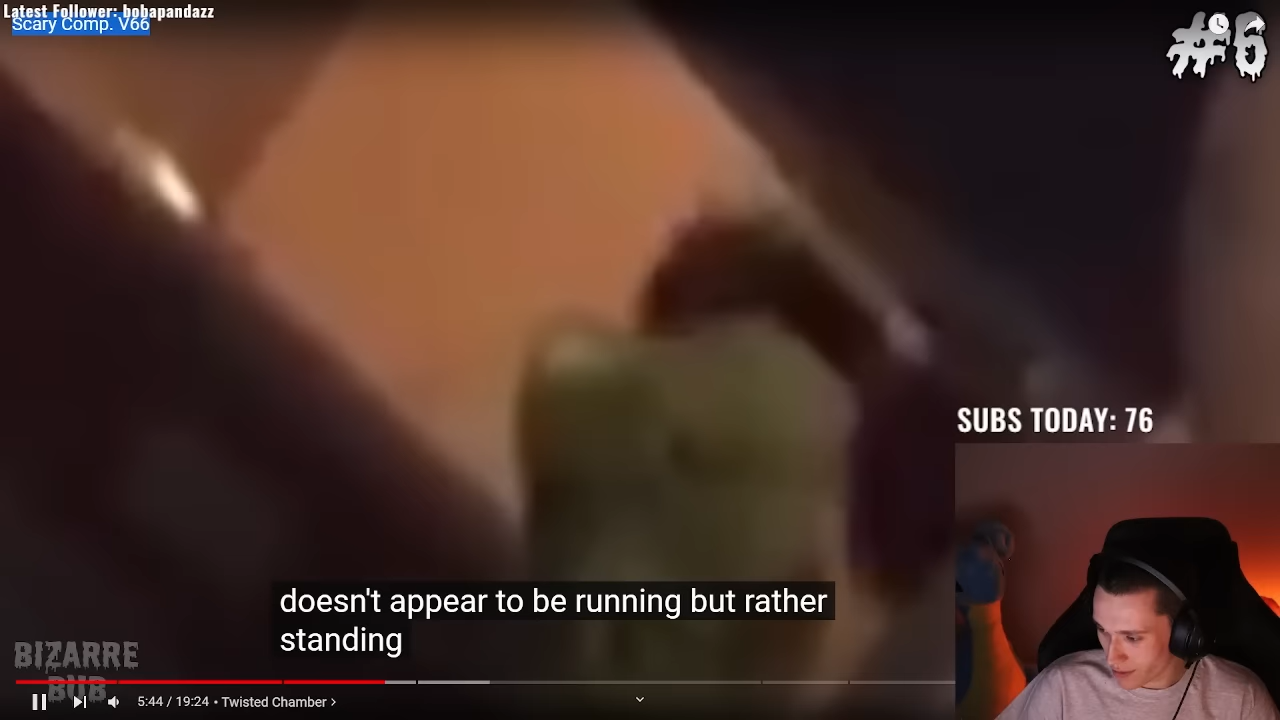 Latest Follower: bobapandazz
Scary Comp. V66
#6
SUBS TODAY: 76
doesn't appear to be running but rather
standing
BIZARRE
BUB
5:44 / 19:24 • Twisted Chamber >